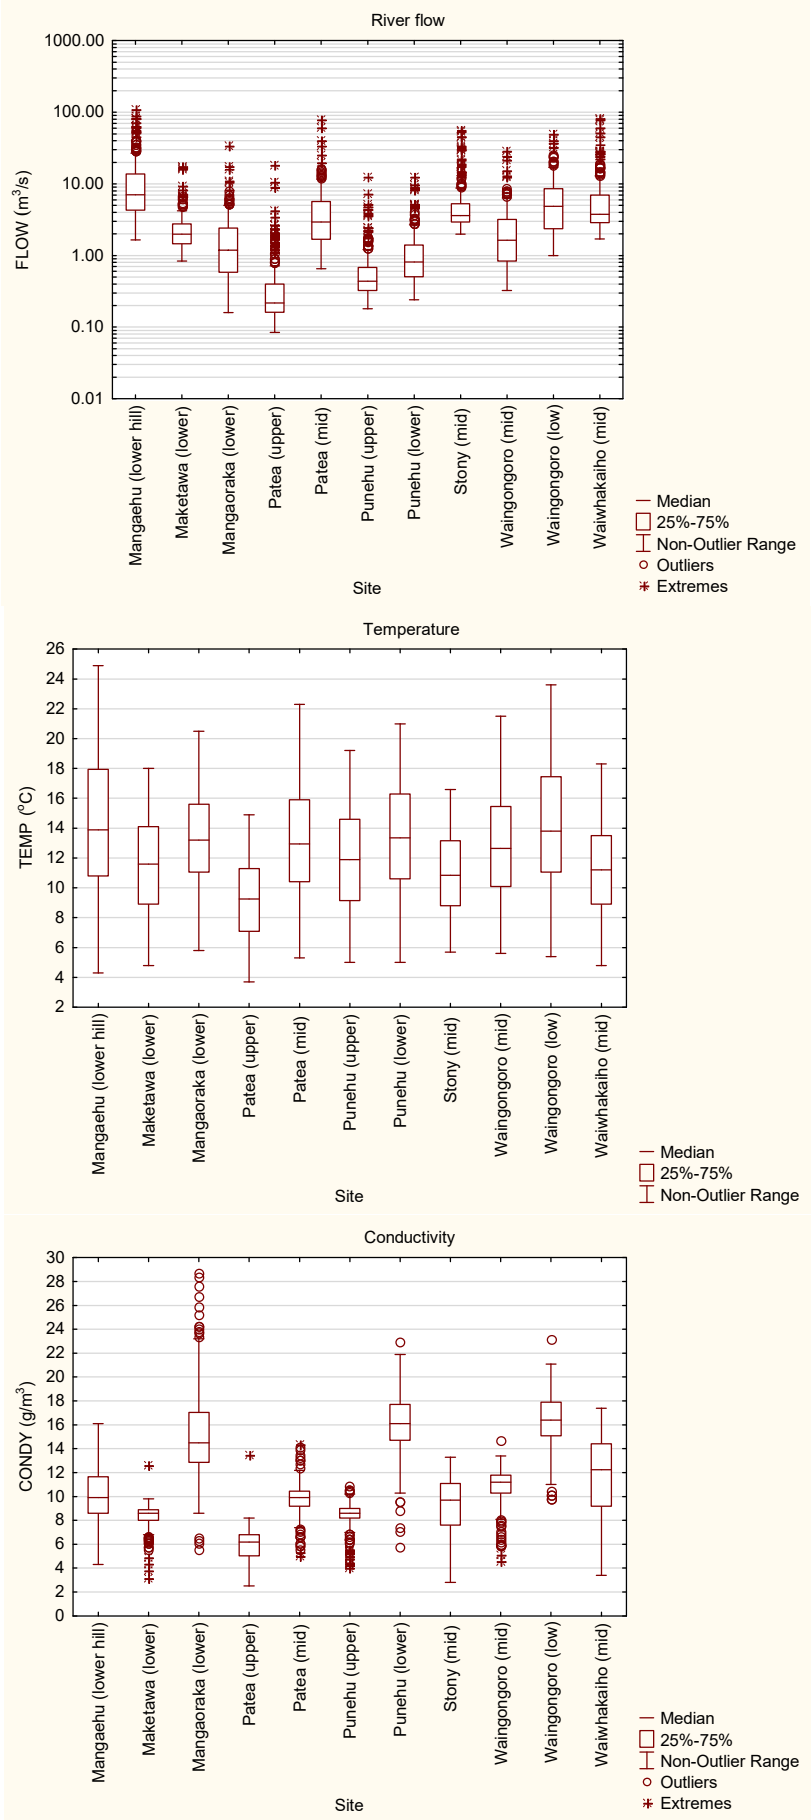 River flow
1000.00
100.00
10.00
1.00
0.10
0.01
FLOW (m³/s)
Mangaehu (lower hill)
Maketawa (lower)
Mangaoraka (lower)
Patea (upper)
Patea (mid)
Punehu (upper)
Punehu (lower)
Stony (mid)
Waingongoro (mid)
Waingongoro (low)
Waiwhakaiho (mid)
Site
Median
25%-75%
Non-Outlier Range
Outliers
Extremes
Temperature
26
24
22
20
18
16
14
12
10
8
6
4
2
TEMP (°C)
Mangaehu (lower hill)
Maketawa (lower)
Mangaoraka (lower)
Patea (upper)
Patea (mid)
Punehu (upper)
Punehu (lower)
Stony (mid)
Waingongoro (mid)
Waingongoro (low)
Waiwhakaiho (mid)
Site
Median
25%-75%
Non-Outlier Range
Conductivity
30
28
26
24
22
20
18
16
14
12
10
8
6
4
2
0
CONDY (g/m³)
Mangaehu (lower hill)
Maketawa (lower)
Mangaoraka (lower)
Patea (upper)
Patea (mid)
Punehu (upper)
Punehu (lower)
Stony (mid)
Waingongoro (mid)
Waingongoro (low)
Waiwhakaiho (mid)
Site
Median
25%-75%
Non-Outlier Range
Outliers
Extremes